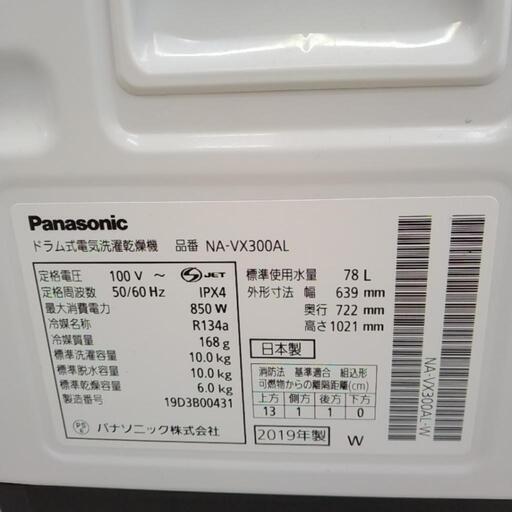 Panasonic
ドラム式電気洗濯乾燥機 品番 NA-VX300AL
定格電圧 100 V ～ S JET
定格周波数 50/60 Hz IPX4
最大消費電力 850 W
冷媒名称 R134a
冷媒質量 168 g
標準洗濯容量 10.0 kg
標準脱水容量 10.0 kg
標準乾燥容量 6.0 kg
製造番号 19D3B00431
PS E パナソニック株式会社
標準使用水量 78 L
外形寸法 幅 639 mm
奥行 722 mm
高さ 1021 mm
日本製
消防法 基準適合 組込形
可燃物からの離隔距離(cm)
上方 側方 後方 下方
13 1 1 0
2019年製 W
NA-VX300AL-W